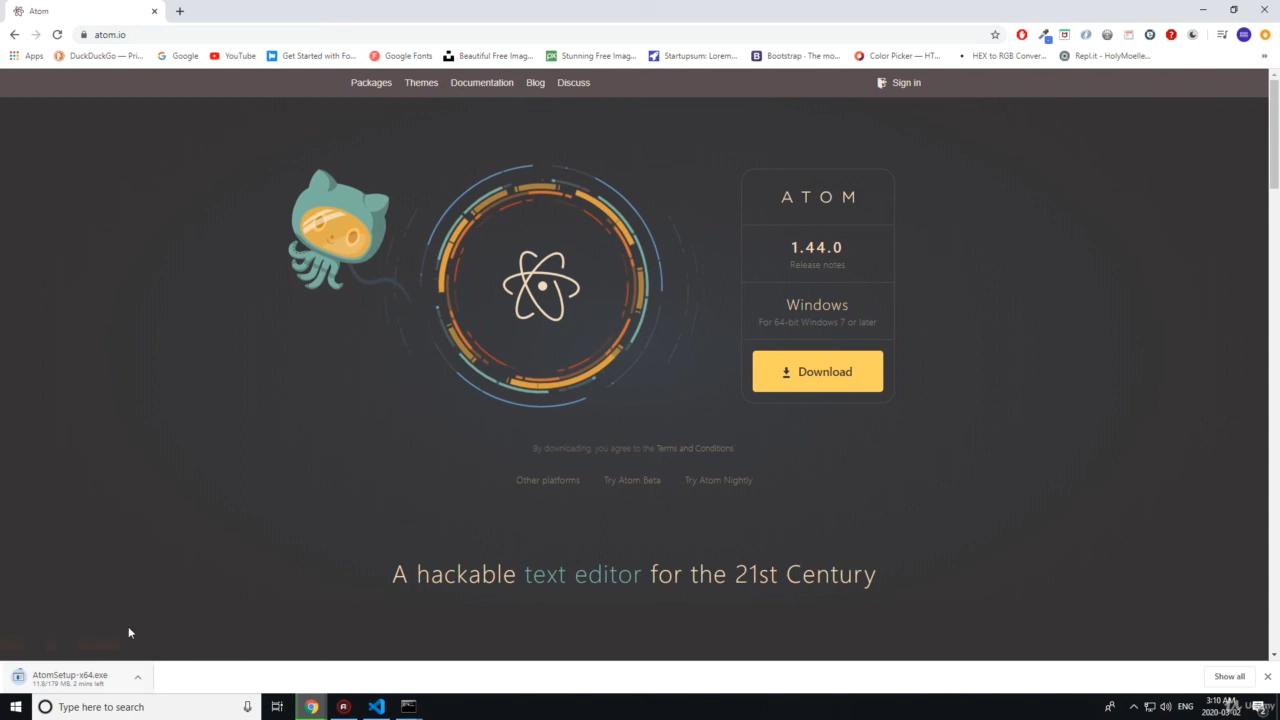 Atom
atom.io
Apps
DuckDuckGo — Pri...
Google
YouTube
Get Started with Fo...
Google Fonts
Beautiful Free Imag...
Stunning Free Imag...
Startupsum: Lorem...
Bootstrap · The mo...
Color Picker — HT...
HEX to RGB Conver...
Repl.it - HolyMoelle...
»
Packages
Themes
Documentation
Blog
Discuss
Sign in
ATOM
1.44.0
Release notes
Windows
For 64-bit Windows 7 or later
Download
By downloading, you agree to the Terms and Conditions.
Other platforms
Try Atom Beta
Try Atom Nightly
A hackable text editor for the 21st Century
AtomSetup-x64.exe
11.8/179 MB, 2 mins left
Show all
Type here to search
ENG
3:10 AM
2020-03-02
Udemy